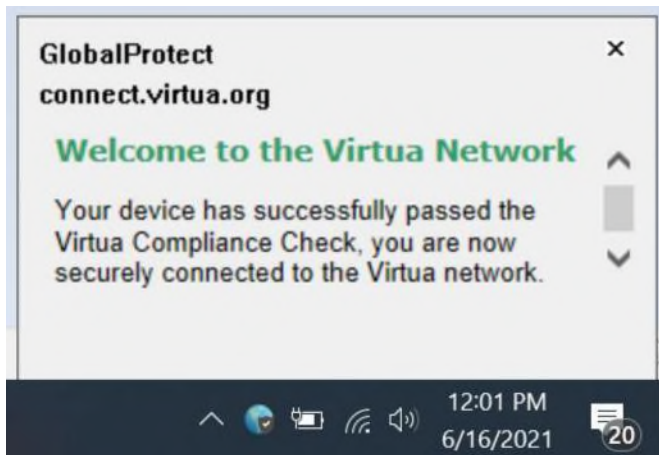 GlobalProtect
connect.virtua.org
Welcome to the Virtua Network
Your device has successfully passed the
Virtua Compliance Check, you are now
securely connected to the Virtua network.
12:01 PM
6/16/2021
20